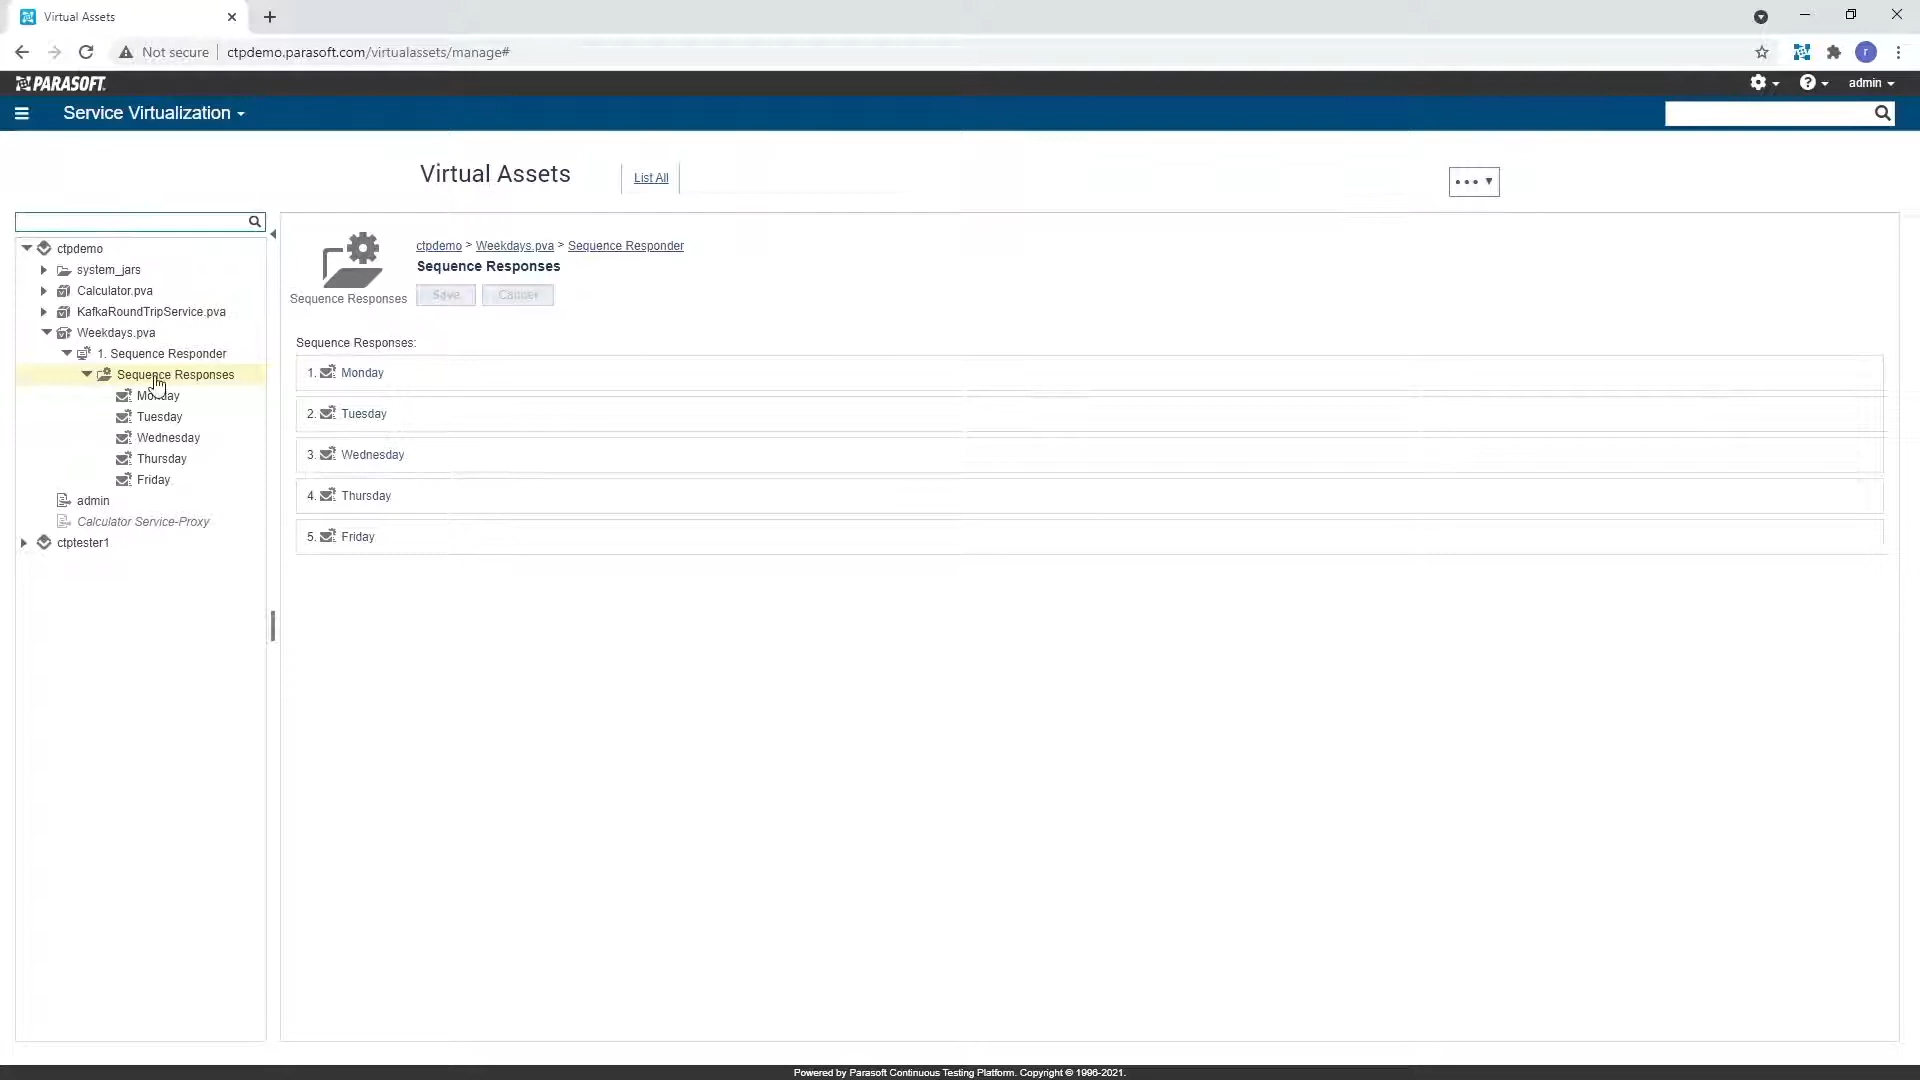 Virtual Assets
Not secure
ctpdemo.parasoft.com/virtualassets/manage#
r
PARASOFT
admin
Service Virtualization
Virtual Assets
List All
ctpdemo
system_jars
Calculator.pva
KafkaRoundTripService.pva
Weekdays.pva
1. Sequence Responder
Sequence Responses
Monday
Tuesday
Wednesday
Thursday
Friday
admin
Calculator Service-Proxy
ctptester1
Sequence Responses
ctpdemo > Weekdays.pva > Sequence Responder
Sequence Responses
Save Cancel
Sequence Responses:
1. Monday
2. Tuesday
3. Wednesday
4. Thursday
5. Friday
Powered by Parasoft Continuous Testing Platform. Copyright © 1996-2021.